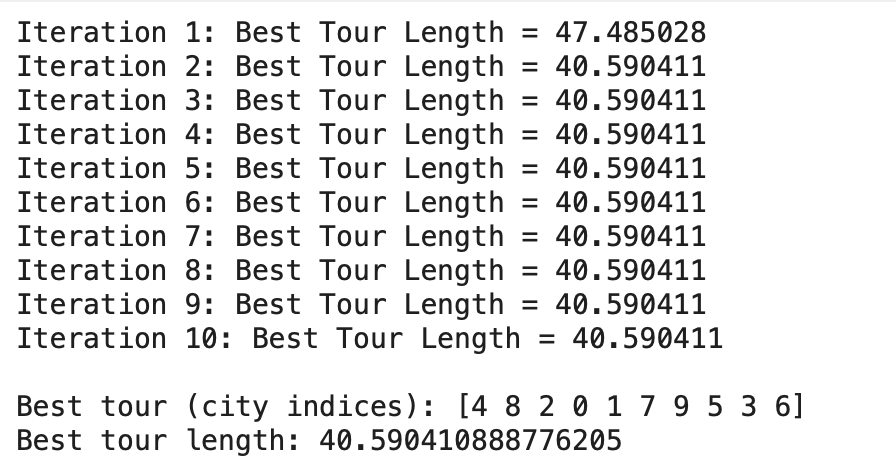 Iteration 1: Best Tour Length = 47.485028
Iteration 2: Best Tour Length = 40.590411
Iteration 3: Best Tour Length = 40.590411
Iteration 4: Best Tour Length = 40.590411
Iteration 5: Best Tour Length = 40.590411
Iteration 6: Best Tour Length = 40.590411
Iteration 7: Best Tour Length = 40.590411
Iteration 8: Best Tour Length = 40.590411
Iteration 9: Best Tour Length = 40.590411
Iteration 10: Best Tour Length = 40.590411
Best tour (city indices): [4 8 2 0 1 7 9 5 3 6]
Best tour length: 40.590410888776205